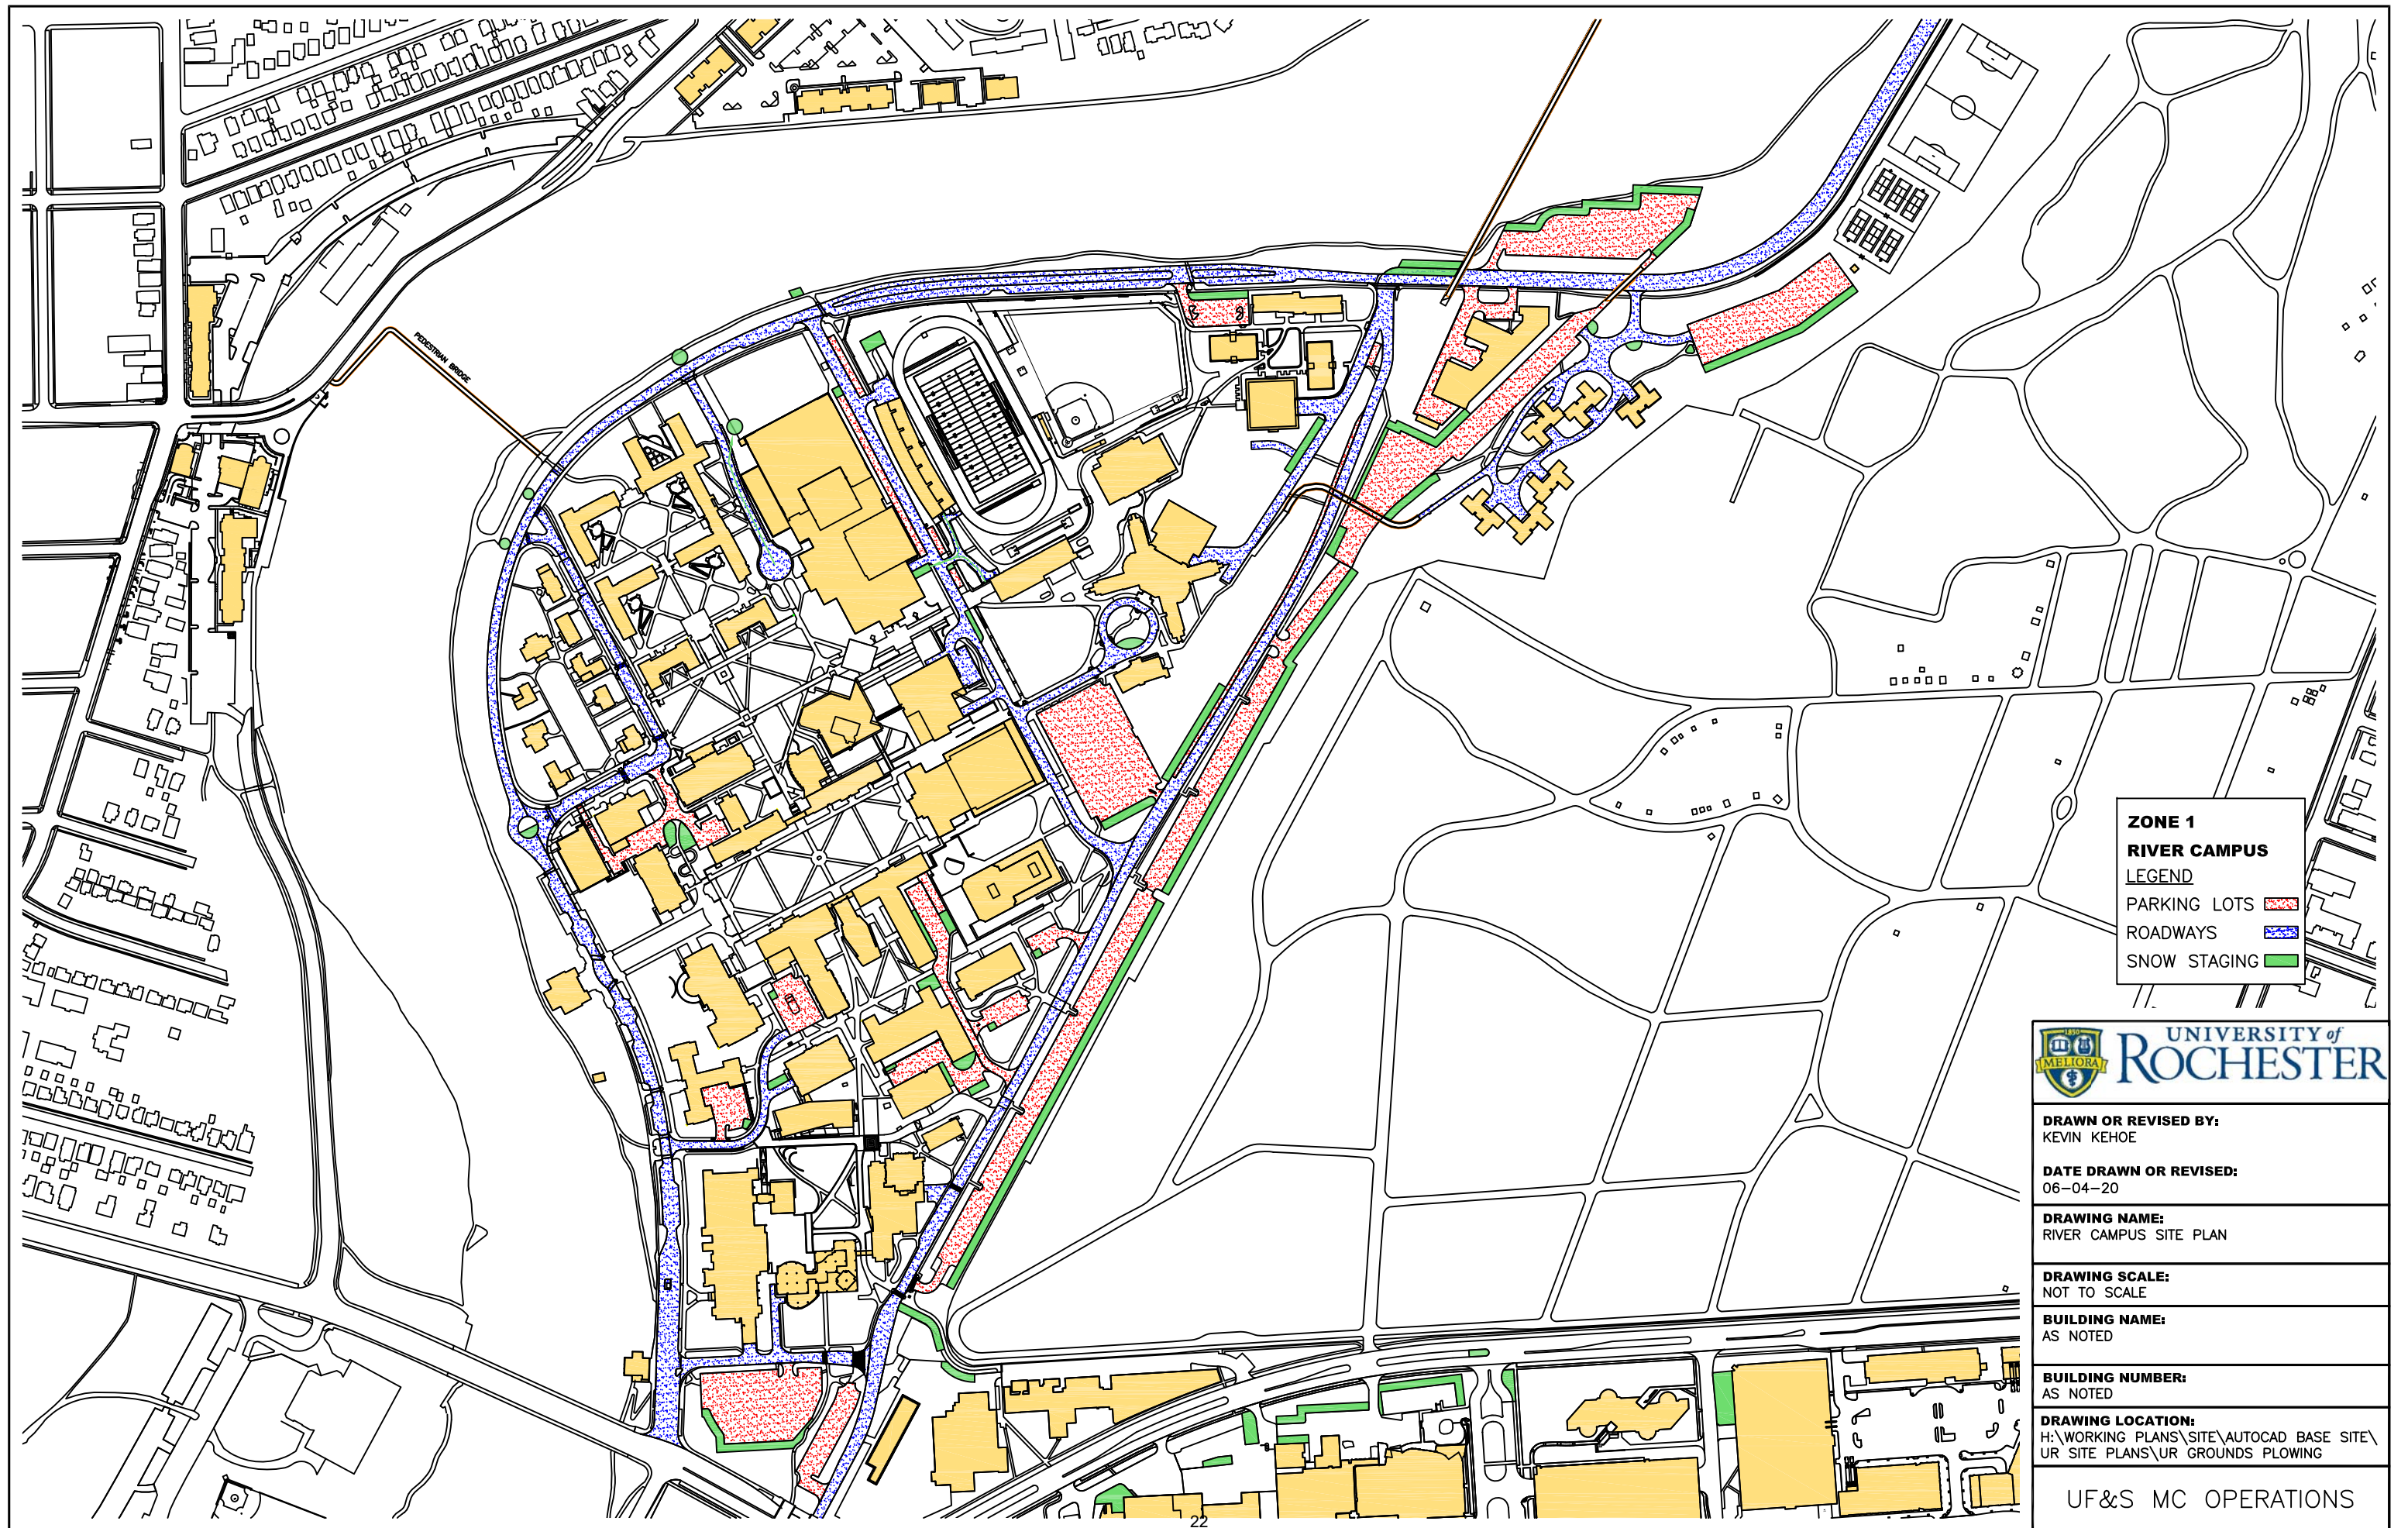 PEDESTRIAN BRIDGE
ZONE 1
RIVER CAMPUS
LEGEND
PARKING LOTS
ROADWAYS
SNOW STAGING
1850
MELIORA
UNIVERSITY of
ROCHESTER
DRAWN OR REVISED BY:
KEVIN KEHOE
DATE DRAWN OR REVISED:
06-04-20
DRAWING NAME:
RIVER CAMPUS SITE PLAN
DRAWING SCALE:
NOT TO SCALE
BUILDING NAME:
AS NOTED
BUILDING NUMBER:
AS NOTED
DRAWING LOCATION:
H:\WORKING PLANS\SITE\AUTOCAD BASE SITE\
UR SITE PLANS\UR GROUNDS PLOWING
UF&S MC OPERATIONS
22